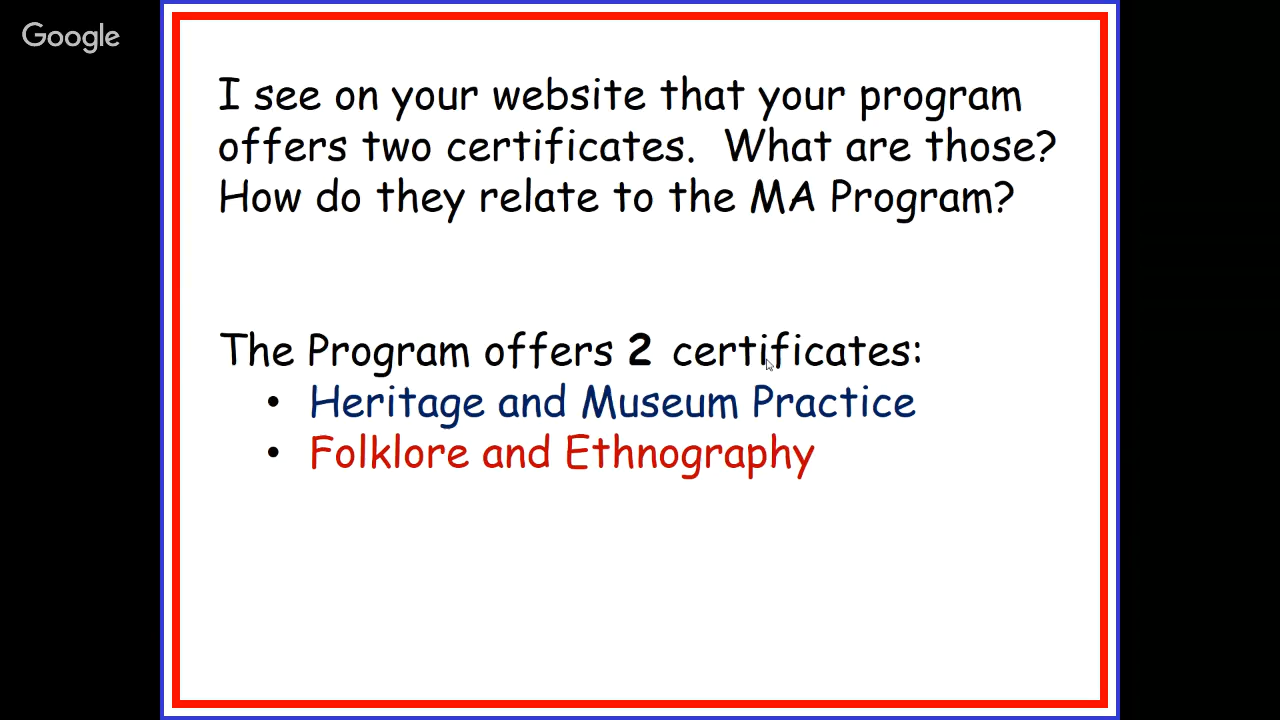 Google
I see on your website that your program
offers two certificates.  What are those?
How do they relate to the MA Program?
The Program offers 2 certificates:
• Heritage and Museum Practice
• Folklore and Ethnography